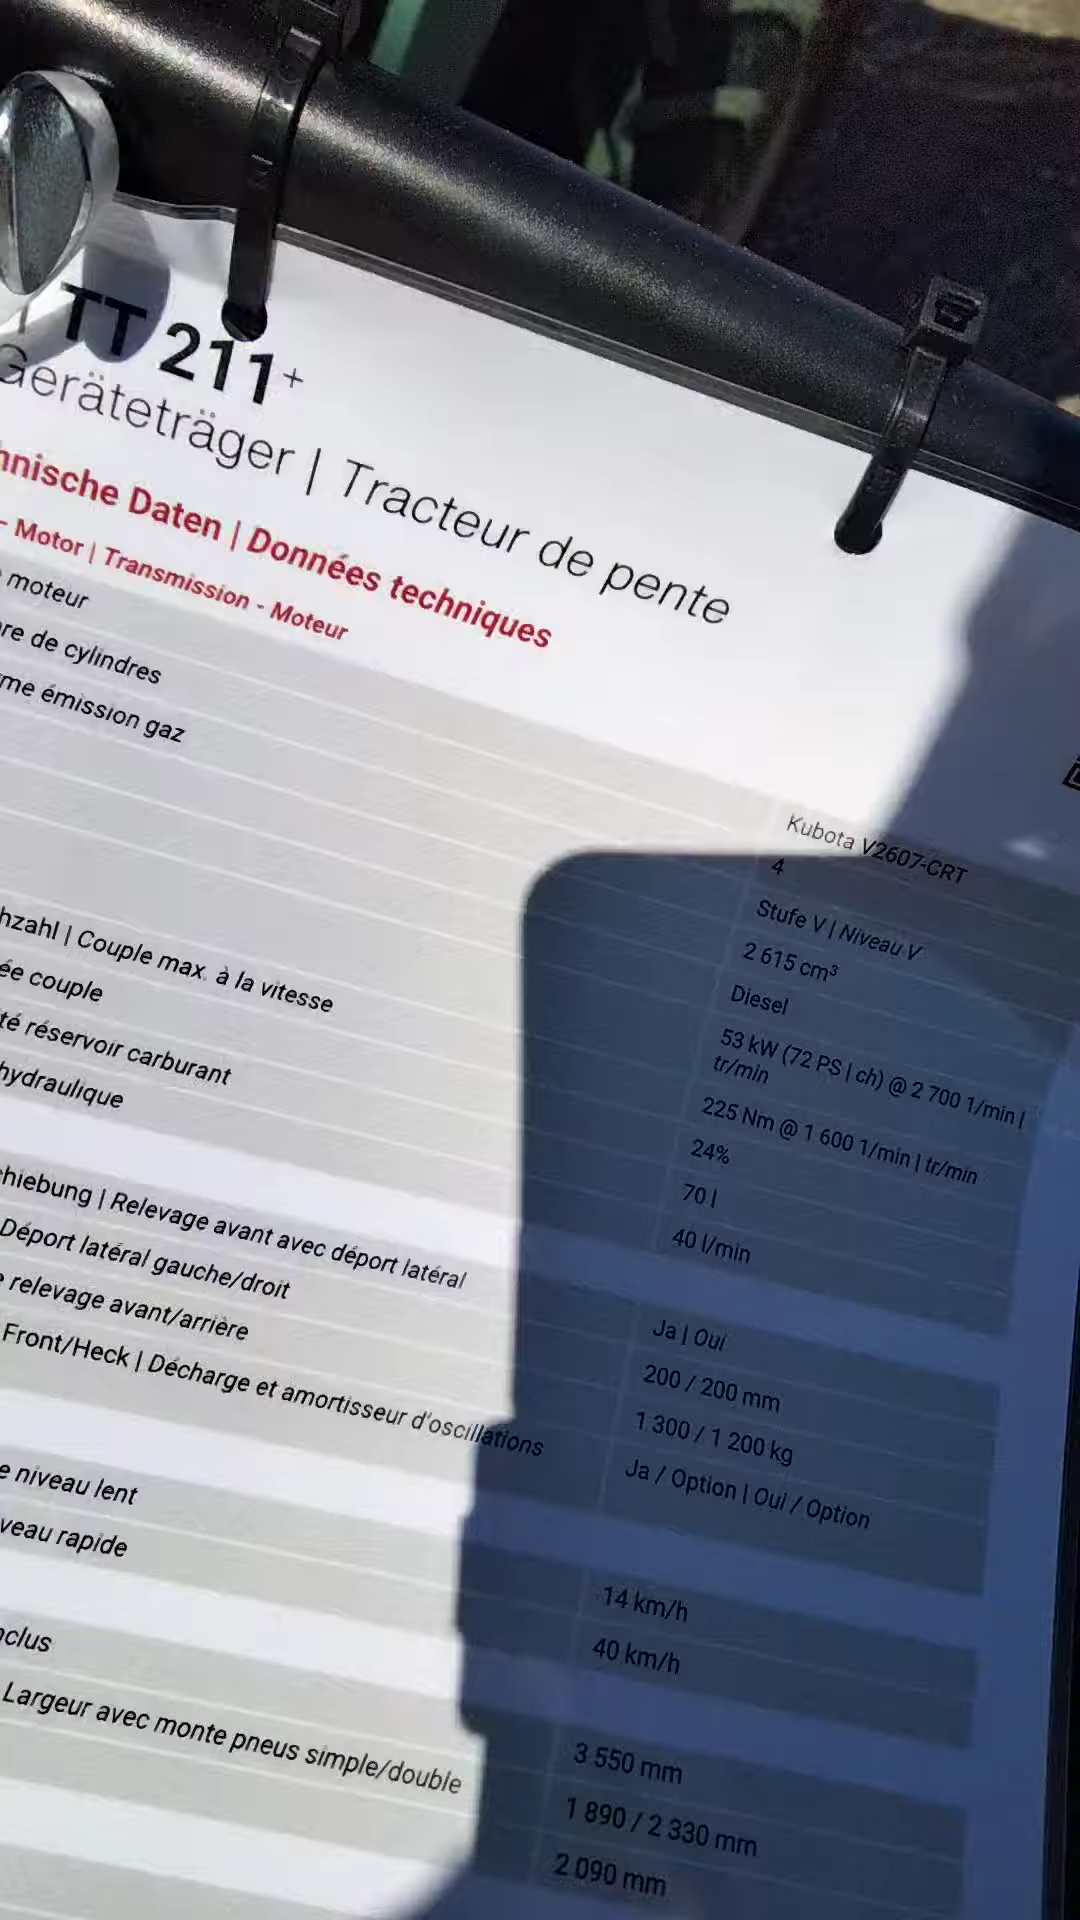 TT 211+
Geräteträger | Tracteur de pente
hnische Daten | Données techniques
- Motor | Transmission - Moteur
moteur
Kubota V2607-CRT
re de cylindres
4
me émission gaz
Stufe V | Niveau V
2 615 cm³
Diesel
53 kW (72 PS | ch) @ 2 700 1/min |
tr/min
hzahl | Couple max. à la vitesse
225 Nm @ 1 600 1/min | tr/min
ée couple
24%
té réservoir carburant
70 l
hydraulique
40 l/min
hiebung | Relevage avant avec déport latéral
Ja | Oui
Déport latéral gauche/droit
200 / 200 mm
e relevage avant/arrière
1 300 / 1 200 kg
Front/Heck | Décharge et amortisseur d'oscillations
Ja / Option | Oui / Option
e niveau lent
14 km/h
veau rapide
40 km/h
nclus
3 550 mm
Largeur avec monte pneus simple/double
1 890 / 2 330 mm
2 090 mm